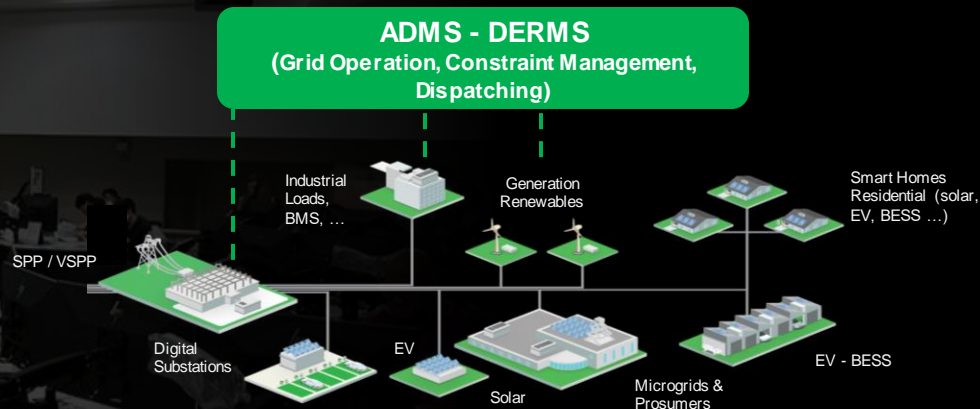 ADMS - DERMS
(Grid Operation, Constraint Management,
Dispatching)
Industrial
Loads,
BMS, ...
Generation
Renewables
Smart Homes
Residential (solar,
EV, BESS ...)
SPP / VSPP
Digital
Substations
EV
Solar
Microgrids &
Prosumers
EV - BESS